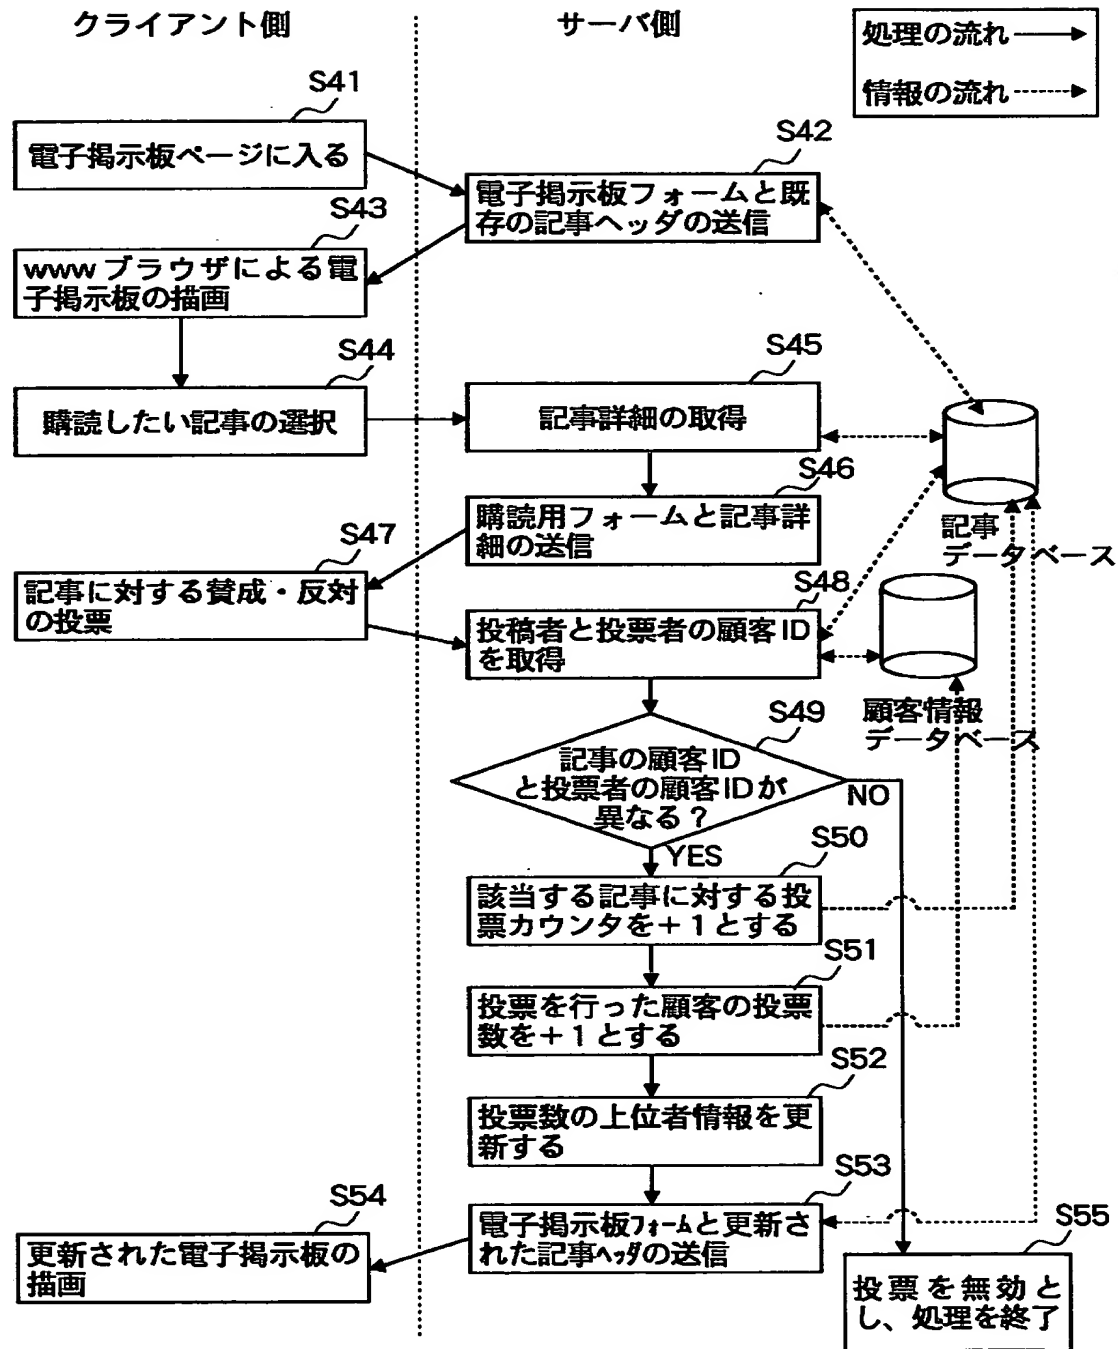 クライアント側
サーバ側
処理の流れ
情報の流れ
S41
電子掲示板ページに入る
S42
電子掲示板フォームと既
存の記事ヘッダの送信
S43
wwwブラウザによる電
子掲示板の描画
S44
購読したい記事の選択
S45
記事詳細の取得
S46
購読用フォームと記事詳
細の送信
記事
データベース
S47
記事に対する賛成・反対
の投票
S48
投稿者と投票者の顧客ID
を取得
顧客情報
データベース
S49
記事の顧客ID
と投票者の顧客IDが
異なる？
NO
YES
S50
該当する記事に対する投
票カウンタを＋１とする
S51
投票を行った顧客の投票
数を＋１とする
S52
投票数の上位者情報を更
新する
S53
電子掲示板フォームと更新さ
れた記事ヘッダの送信
S54
更新された電子掲示板の
描画
S55
投票を無効と
し、処理を終了